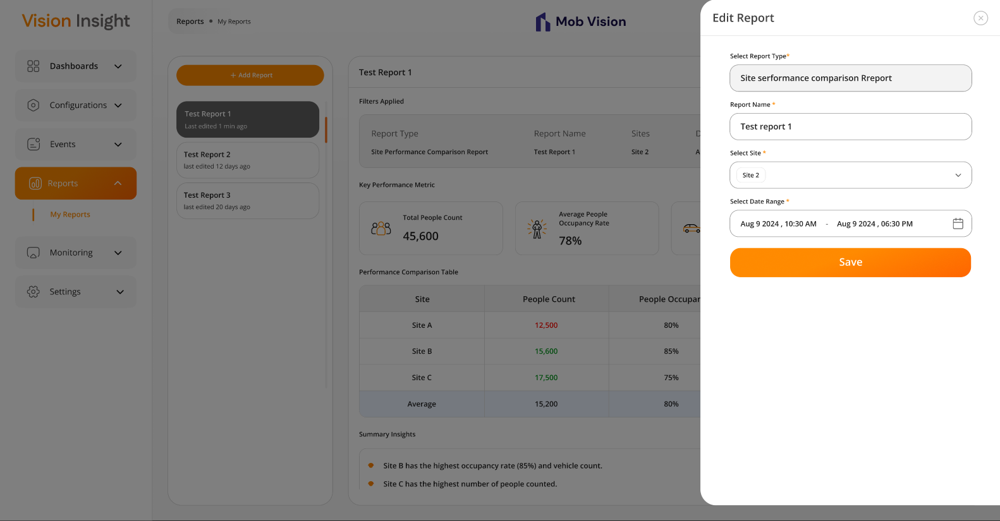 Vision Insight
Dashboards
Configurations
Events
Reports
My Reports
Monitoring
Settings
Reports • My Reports
Mob Vision
+ Add Report
Test Report 1
Last edited 1 min ago
Test Report 2
last edited 12 days ago
Test Report 3
last edited 20 days ago
Test Report 1
Filters Applied
Report Type Report Name Sites D
Site Performance Comparison Report Test Report 1 Site 2 A
Key Performance Metric
Total People Count
45,600
Average People
Occupancy Rate
78%
Performance Comparison Table
Site People Count People Occupar
Site A 12,500 80%
Site B 15,600 85%
Site C 17,500 75%
Average 15,200 80%
Summary Insights
Site B has the highest occupancy rate (85%) and vehicle count.
Site C has the highest number of people counted.
Edit Report
Select Report Type*
Site serformance comparison Rreport
Report Name *
Test report 1
Select Site *
Site 2
Select Date Range *
Aug 9 2024 , 10:30 AM - Aug 9 2024 , 06:30 PM
Save